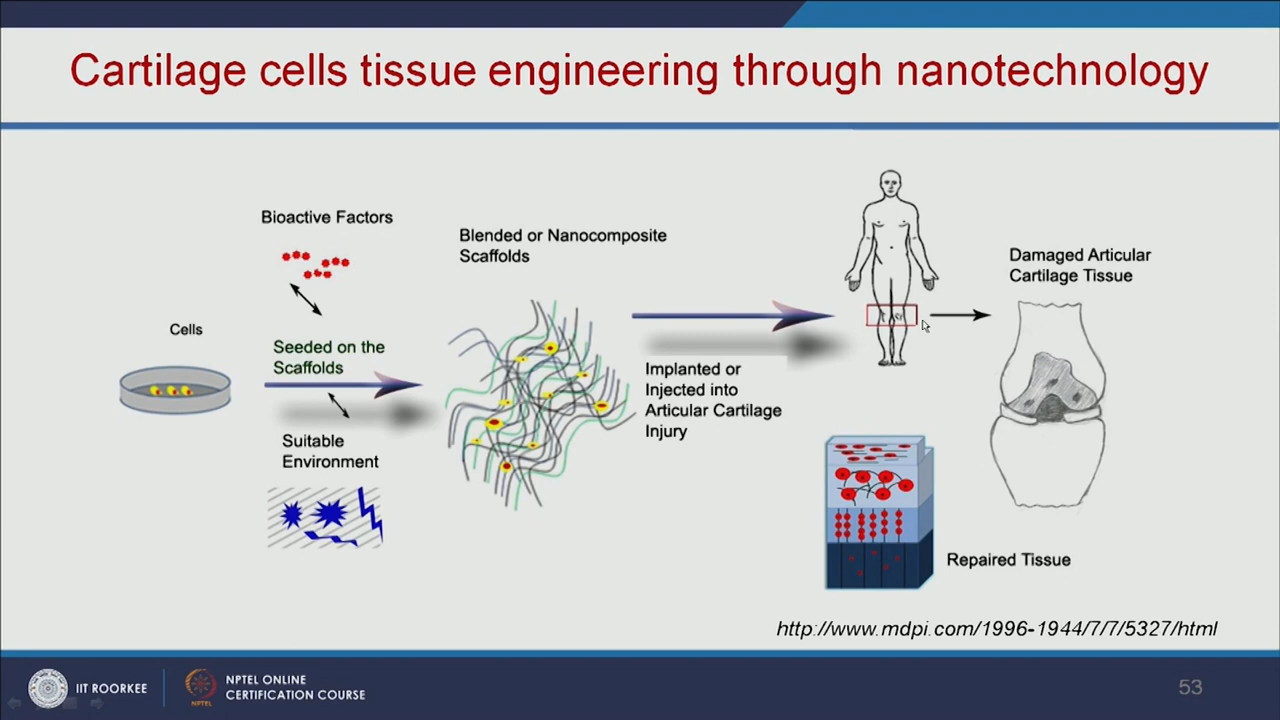 Cartilage cells tissue engineering through nanotechnology
Bioactive Factors
Cells
Seeded on the
Scaffolds
Suitable
Environment
Blended or Nanocomposite
Scaffolds
Implanted or
Injected into
Articular Cartilage
Injury
Damaged Articular
Cartilage Tissue
Repaired Tissue
http://www.mdpi.com/1996-1944/7/7/5327/html
IIT ROORKEE
NPTEL
NPTEL ONLINE
CERTIFICATION COURSE
53